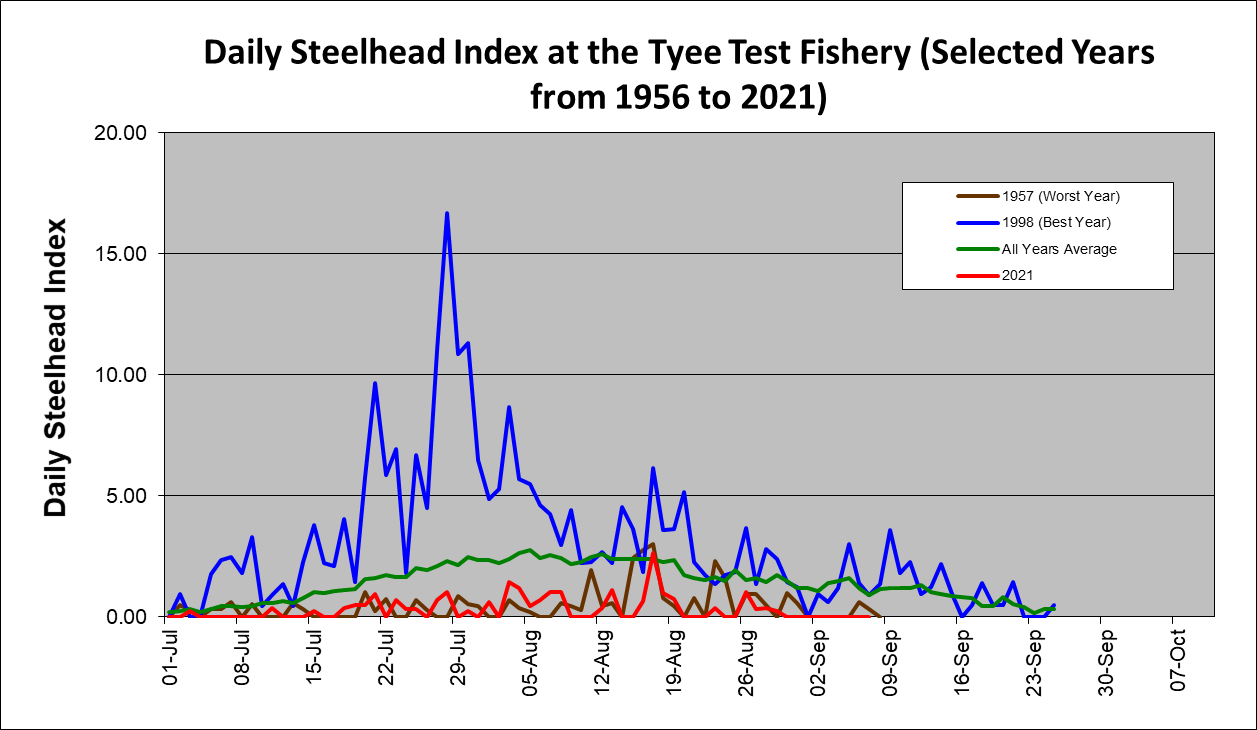 Daily Steelhead Index at the Tyee Test Fishery (Selected Years
from 1956 to 2021)
Daily Steelhead Index
20.00
15.00
10.00
5.00
0.00
1957 (Worst Year)
1998 (Best Year)
All Years Average
2021
01-Jul
08-Jul
15-Jul
22-Jul
29-Jul
05-Aug
12-Aug
19-Aug
26-Aug
02-Sep
09-Sep
16-Sep
23-Sep
30-Sep
07-Oct